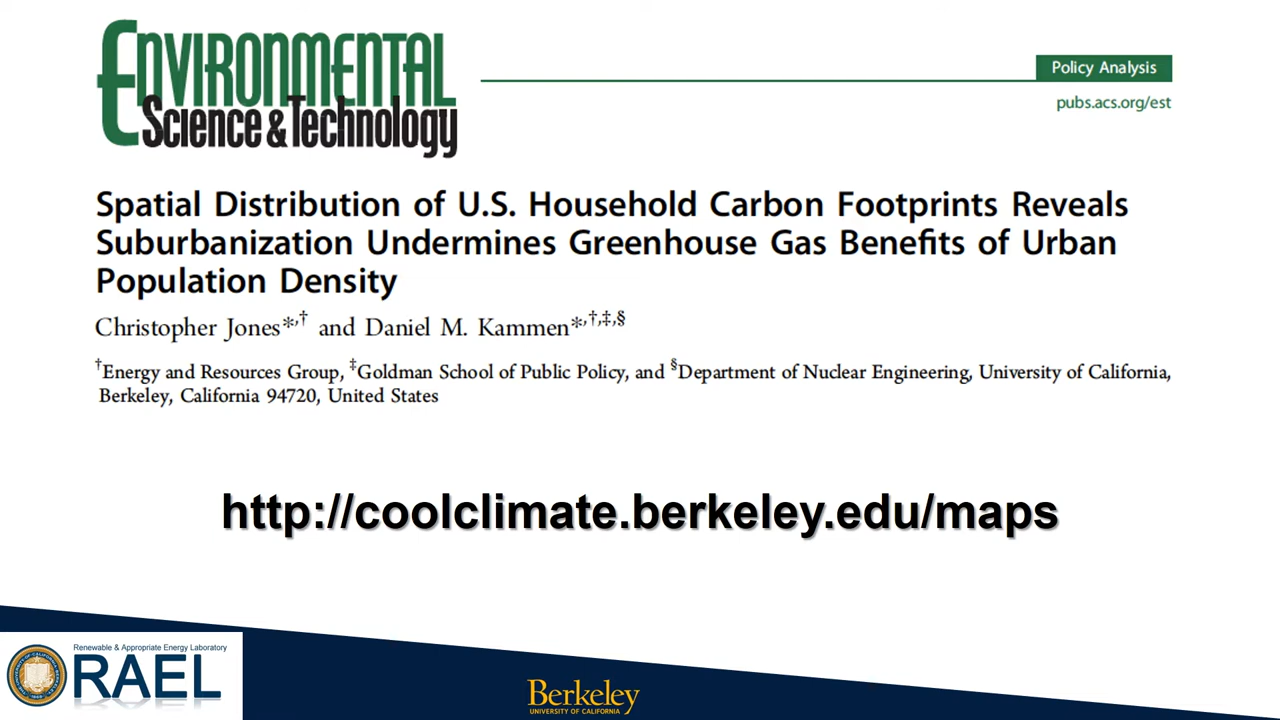 ENVIRONMENTAL
Science & Technology
Policy Analysis
pubs.acs.org/est
Spatial Distribution of U.S. Household Carbon Footprints Reveals
Suburbanization Undermines Greenhouse Gas Benefits of Urban
Population Density
Christopher Jones*,† and Daniel M. Kammen*,†,‡,§
†Energy and Resources Group, ‡Goldman School of Public Policy, and §Department of Nuclear Engineering, University of California,
Berkeley, California 94720, United States
http://coolclimate.berkeley.edu/maps
Renewable & Appropriate Energy Laboratory
RAEL
Berkeley
UNIVERSITY OF CALIFORNIA